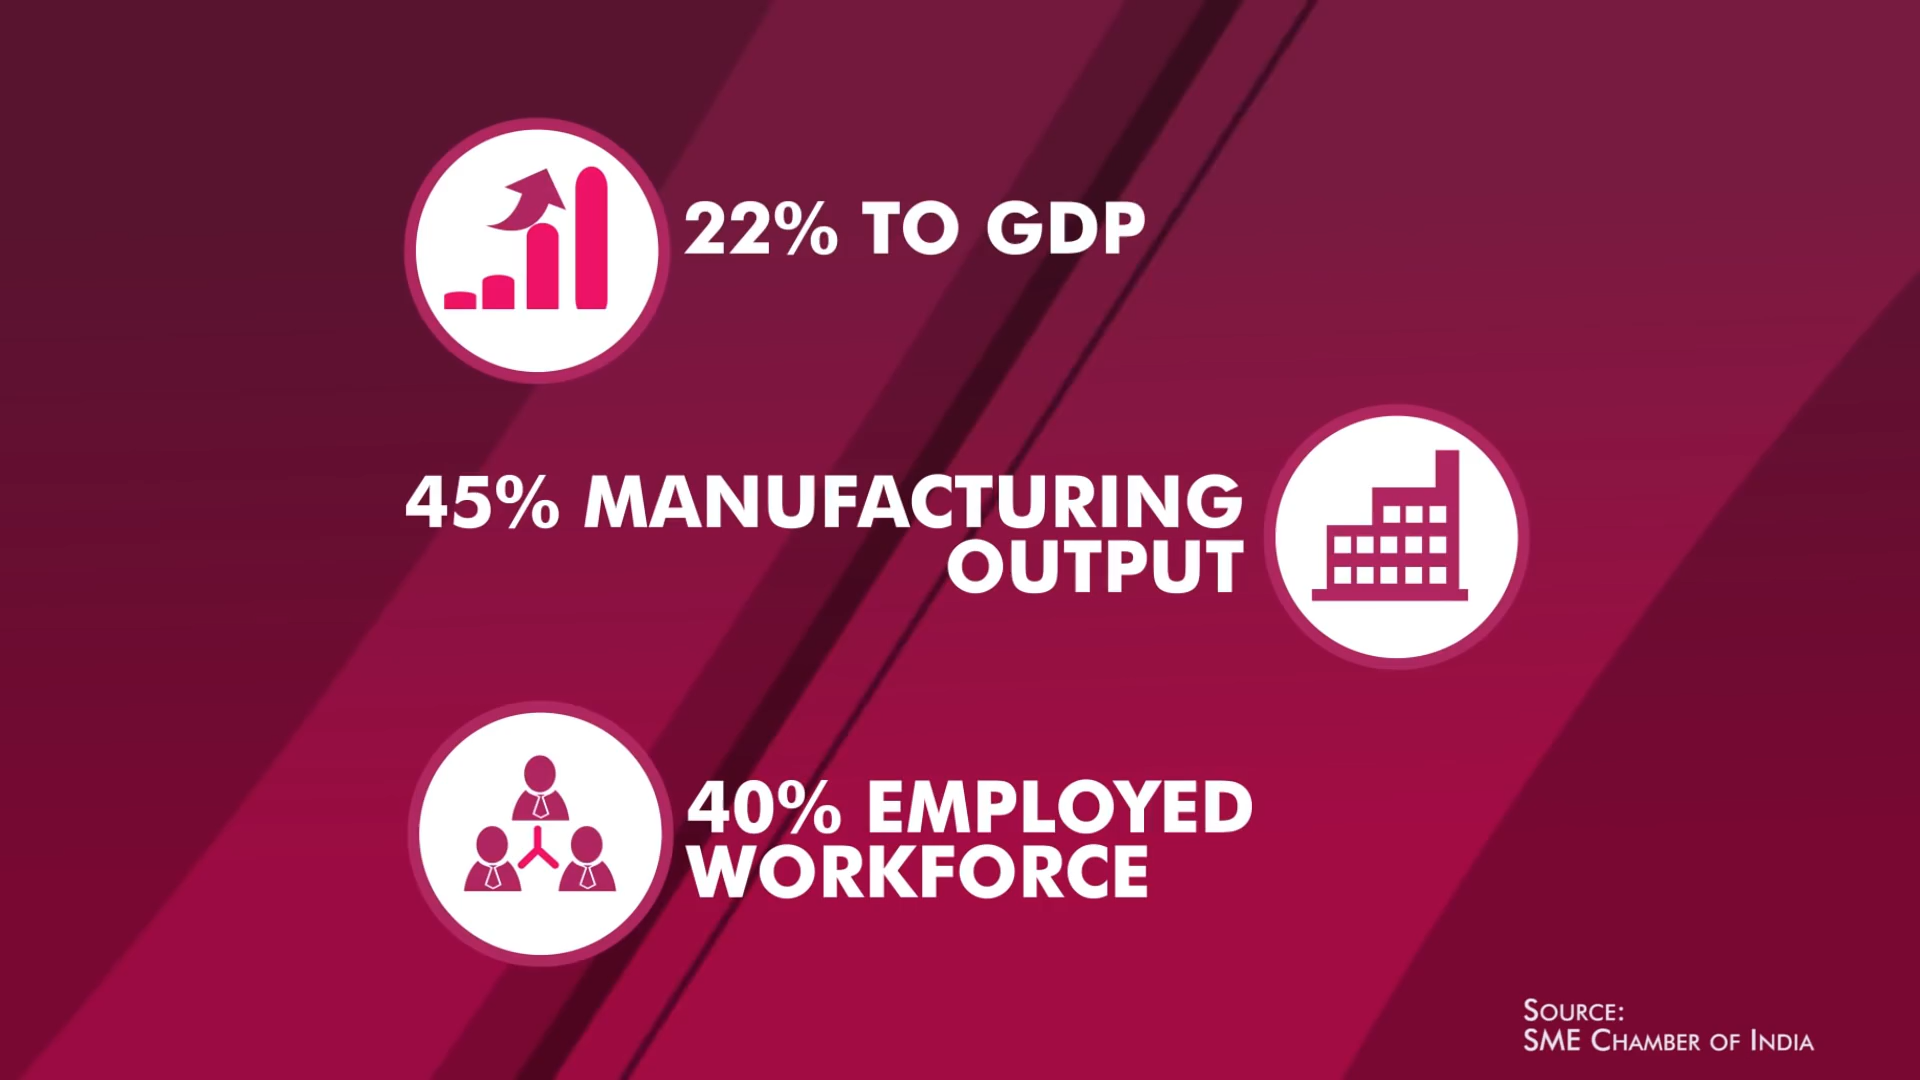 22% TO GDP
45% MANUFACTURING
OUTPUT
40% EMPLOYED
WORKFORCE
SOURCE:
SME CHAMBER OF INDIA